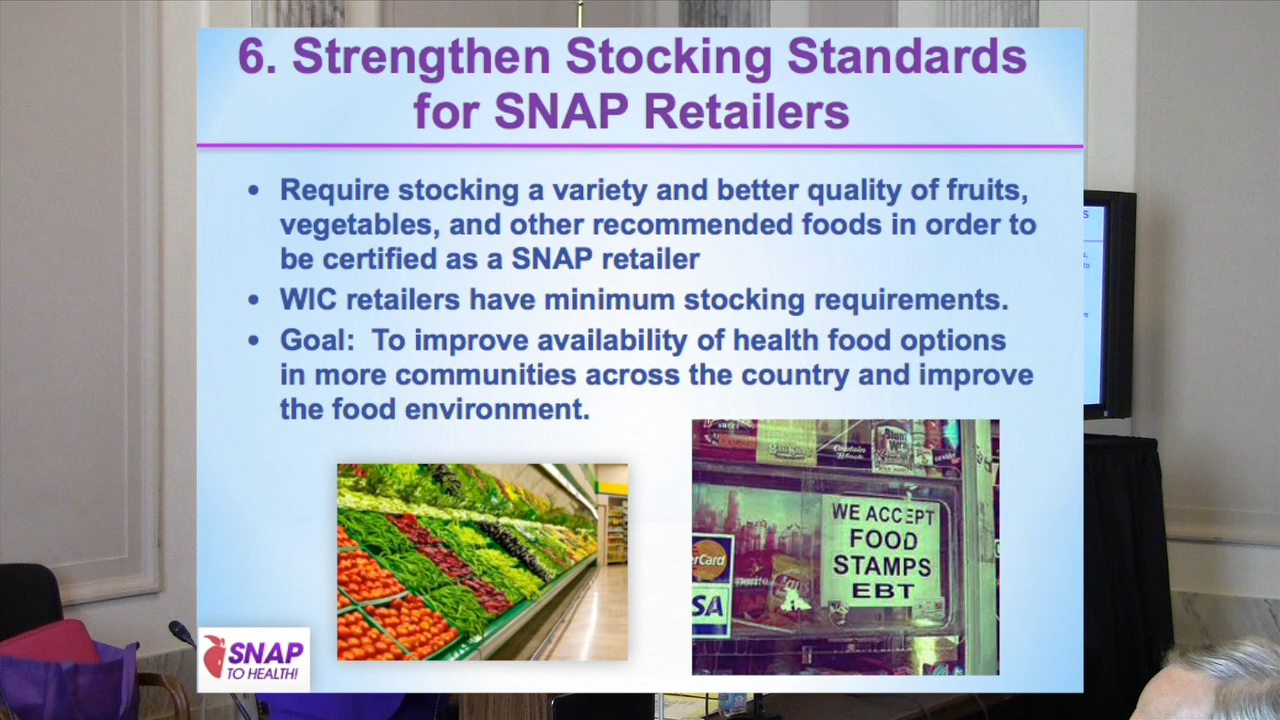 6. Strengthen Stocking Standards
for SNAP Retailers
• Require stocking a variety and better quality of fruits,
vegetables, and other recommended foods in order to
be certified as a SNAP retailer
• WIC retailers have minimum stocking requirements.
• Goal: To improve availability of health food options
in more communities across the country and improve
the food environment.
WE ACCEPT
FOOD
STAMPS
EBT
erCard
SA
SNAP
TO HEALTH!